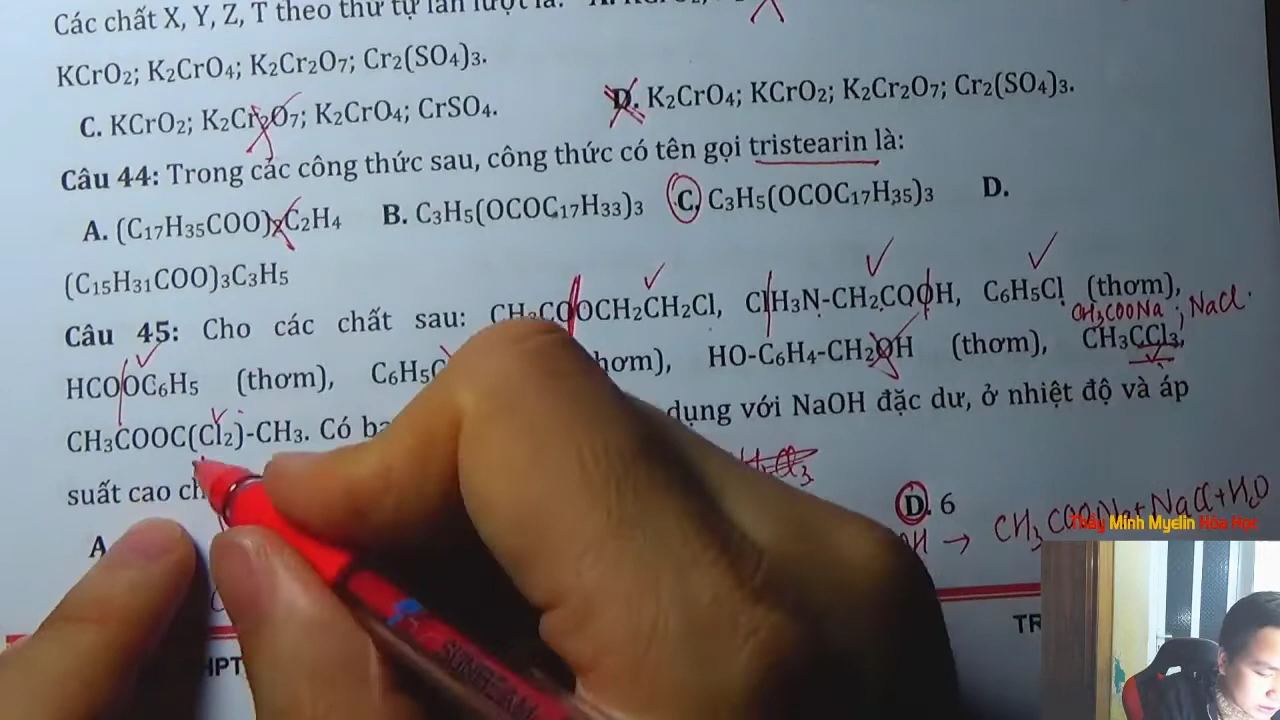 Các chất X, Y, Z, T theo thứ tự lần lượt là:
KCrO₂; K₂CrO₄; K₂Cr₂O₇; Cr₂(SO₄)₃.
C. KCrO₂; K₂Cr₂O₇; K₂CrO₄; CrSO₄. D. K₂CrO₄; KCrO₂; K₂Cr₂O₇; Cr₂(SO₄)₃.
Câu 44: Trong các công thức sau, công thức có tên gọi tristearin là:
A. (C₁₇H₃₅COO)₂C₂H₄ B. C₃H₅(OCOC₁₇H₃₃)₃ C. C₃H₅(OCOC₁₇H₃₅)₃ D.
(C₁₅H₃₁COO)₃C₃H₅
Câu 45: Cho các chất sau: CH₃COOCH₂CH₂Cl, ClH₃N-CH₂COOH, C₆H₅Cl (thơm),
CH₃COONa; NaCl.
HCOOC₆H₅ (thơm), HO-C₆H₄-CH₂OH (thơm), CH₃CCl₃,
CH₃COOC(Cl₂)-CH₃. Có dụng với NaOH đặc dư, ở nhiệt độ và áp
suất cao
A D. 6
→ CH₃COONa + NaCl + H₂O
Thầy Minh Myelin Hóa Học